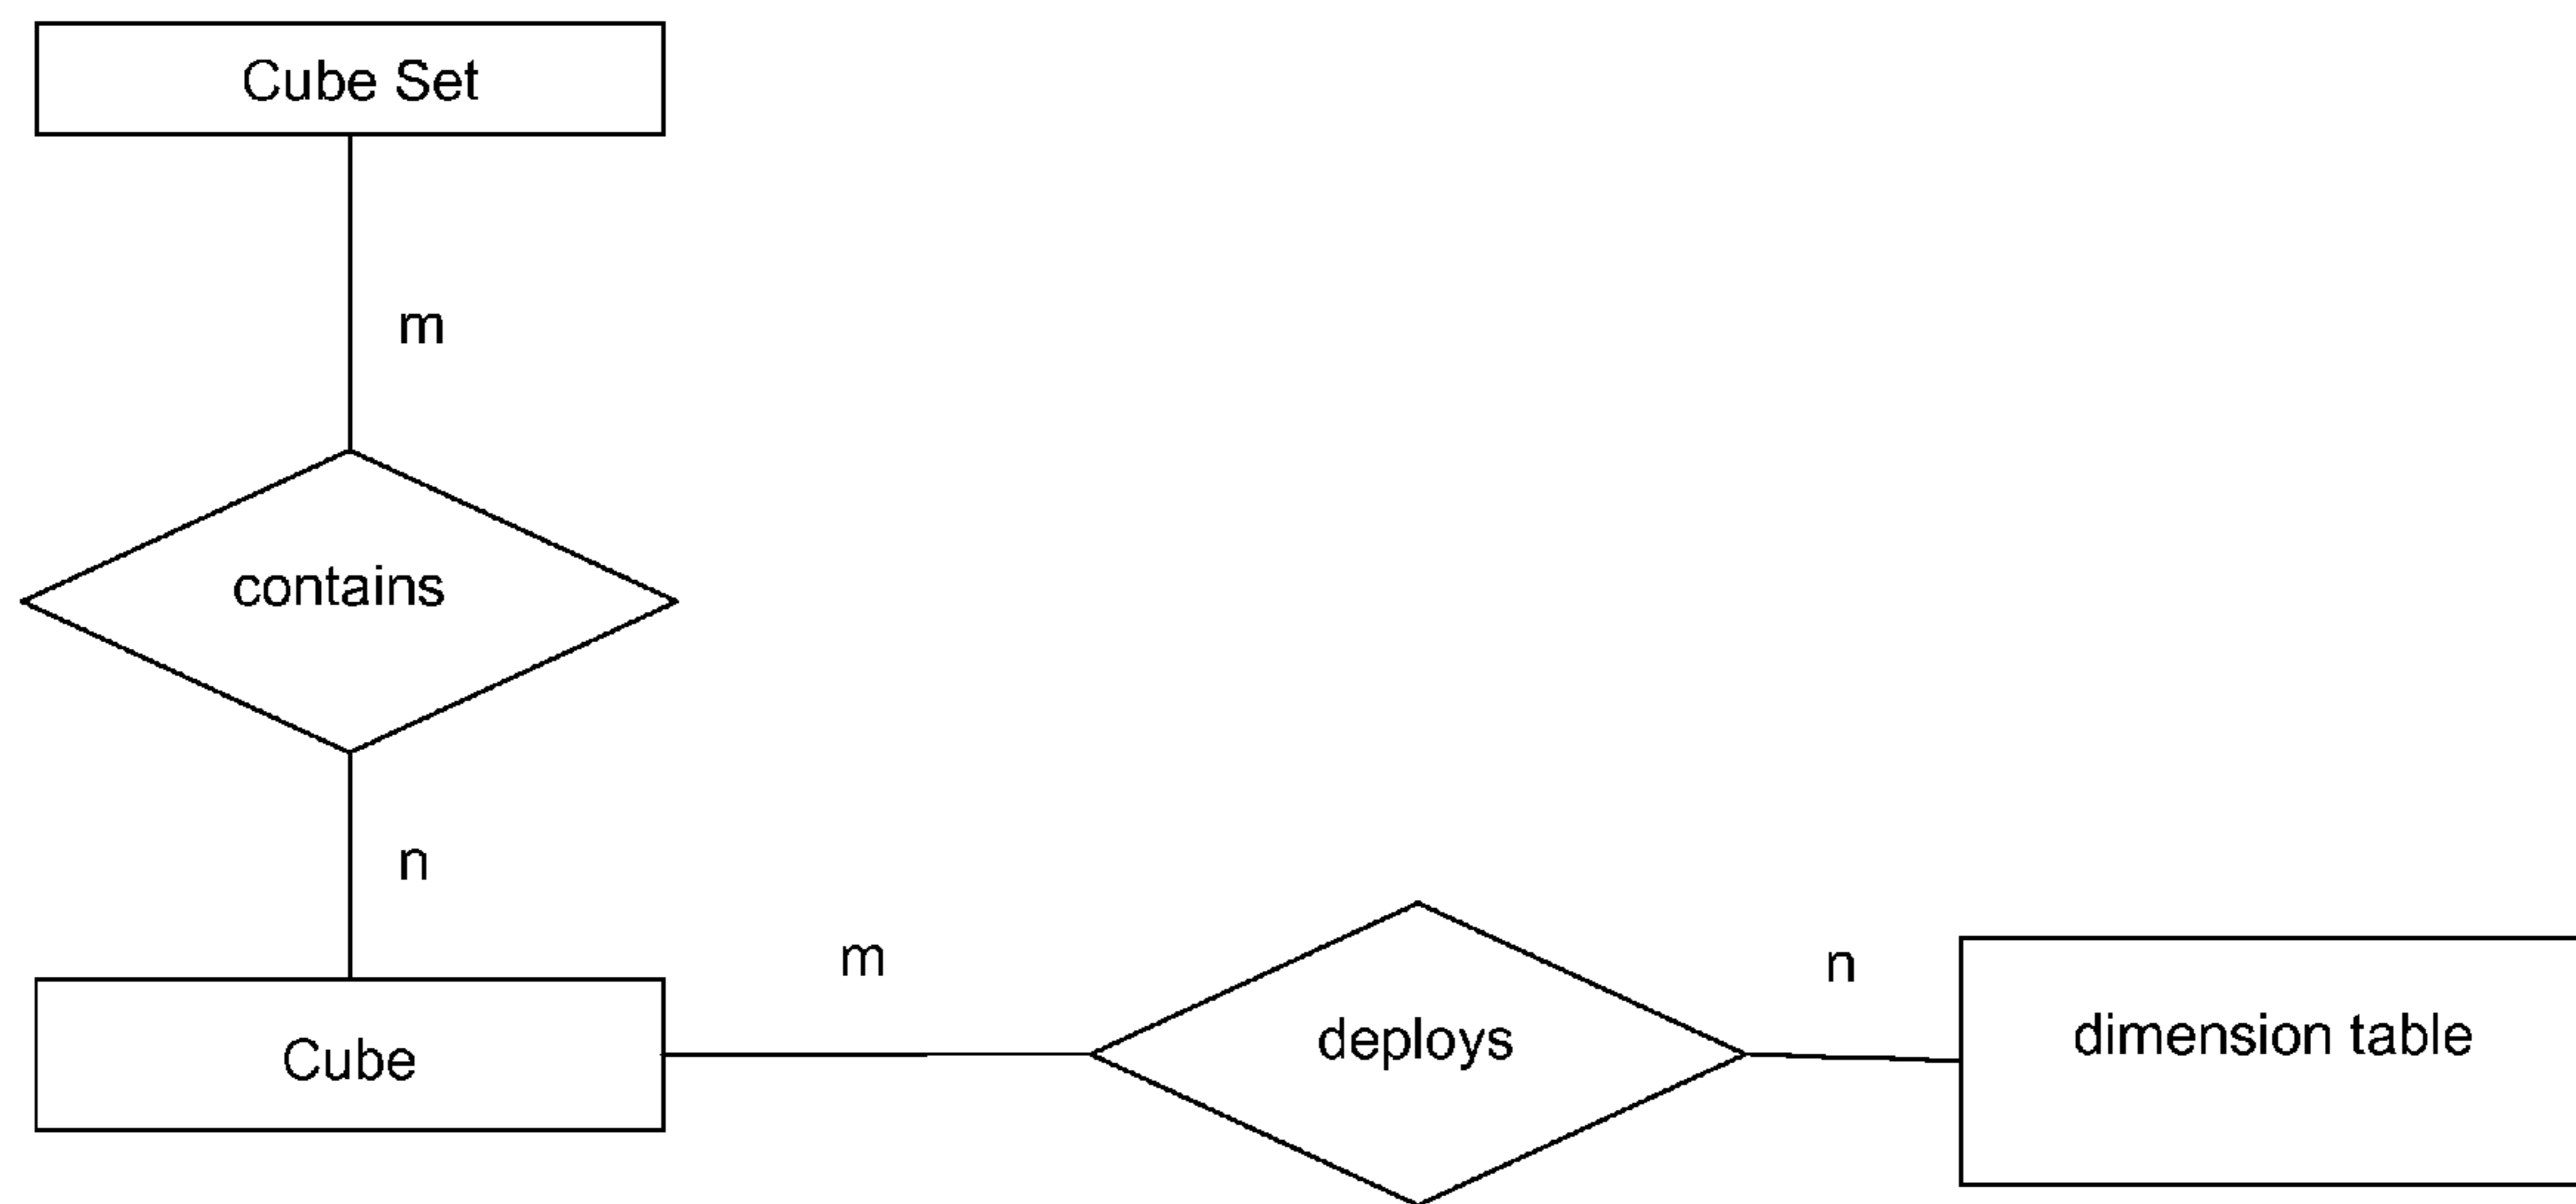 Cube Set
m
contains
n
Cube
m
deploys
n
dimension table